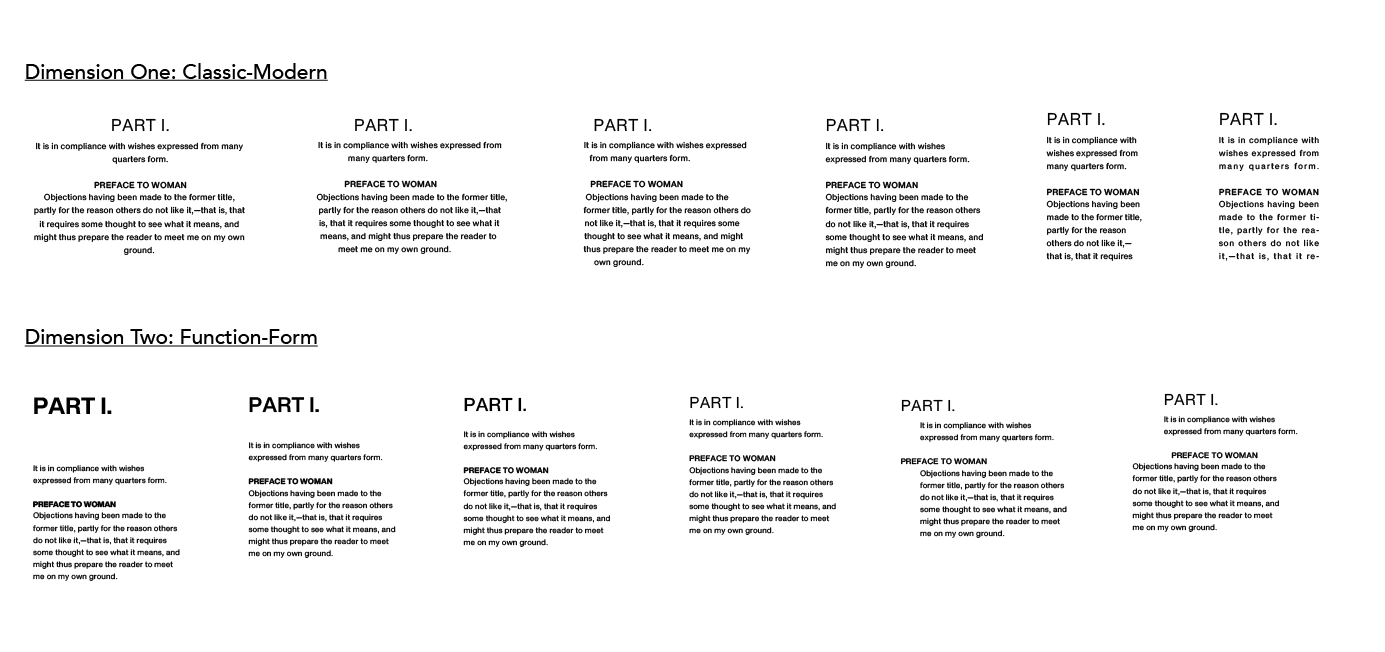 Dimension One: Classic-Modern
PART I.
It is in compliance with wishes expressed from many
quarters form.
PREFACE TO WOMAN
Objections having been made to the former title,
partly for the reason others do not like it,—that is, that
it requires some thought to see what it means, and
might thus prepare the reader to meet me on my own
ground.
PART I.
It is in compliance with wishes expressed from
many quarters form.
PREFACE TO WOMAN
Objections having been made to the former title,
partly for the reason others do not like it,—that
is, that it requires some thought to see what it
means, and might thus prepare the reader to
meet me on my own ground.
PART I.
It is in compliance with wishes expressed
from many quarters form.
PREFACE TO WOMAN
Objections having been made to the
former title, partly for the reason others do
not like it,—that is, that it requires some
thought to see what it means, and might
thus prepare the reader to meet me on my
own ground.
PART I.
It is in compliance with wishes
expressed from many quarters form.
PREFACE TO WOMAN
Objections having been made to the
former title, partly for the reason others
do not like it,—that is, that it requires
some thought to see what it means, and
might thus prepare the reader to meet
me on my own ground.
PART I.
It is in compliance with
wishes expressed from
many quarters form.
PREFACE TO WOMAN
Objections having been
made to the former title,
partly for the reason
others do not like it,—
that is, that it requires
PART I.
It is in compliance with
wishes expressed from
many quarters form.
PREFACE TO WOMAN
Objections having been
made to the former ti-
tle, partly for the rea-
son others do not like
it,—that is, that it re-
Dimension Two: Function-Form
PART I.
It is in compliance with wishes
expressed from many quarters form.
PREFACE TO WOMAN
Objections having been made to the
former title, partly for the reason others
do not like it,—that is, that it requires
some thought to see what it means, and
might thus prepare the reader to meet
me on my own ground.
PART I.
It is in compliance with wishes
expressed from many quarters form.
PREFACE TO WOMAN
Objections having been made to the
former title, partly for the reason others
do not like it,—that is, that it requires
some thought to see what it means, and
might thus prepare the reader to meet
me on my own ground.
PART I.
It is in compliance with wishes
expressed from many quarters form.
PREFACE TO WOMAN
Objections having been made to the
former title, partly for the reason others
do not like it,—that is, that it requires
some thought to see what it means, and
might thus prepare the reader to meet
me on my own ground.
PART I.
It is in compliance with wishes
expressed from many quarters form.
PREFACE TO WOMAN
Objections having been made to the
former title, partly for the reason others
do not like it,—that is, that it requires
some thought to see what it means, and
might thus prepare the reader to meet
me on my own ground.
PART I.
It is in compliance with wishes
expressed from many quarters form.
PREFACE TO WOMAN
Objections having been made to the
former title, partly for the reason others
do not like it,—that is, that it requires
some thought to see what it means, and
might thus prepare the reader to meet
me on my own ground.
PART I.
It is in compliance with wishes
expressed from many quarters form.
PREFACE TO WOMAN
Objections having been made to the
former title, partly for the reason others
do not like it,—that is, that it requires
some thought to see what it means, and
might thus prepare the reader to meet
me on my own ground.